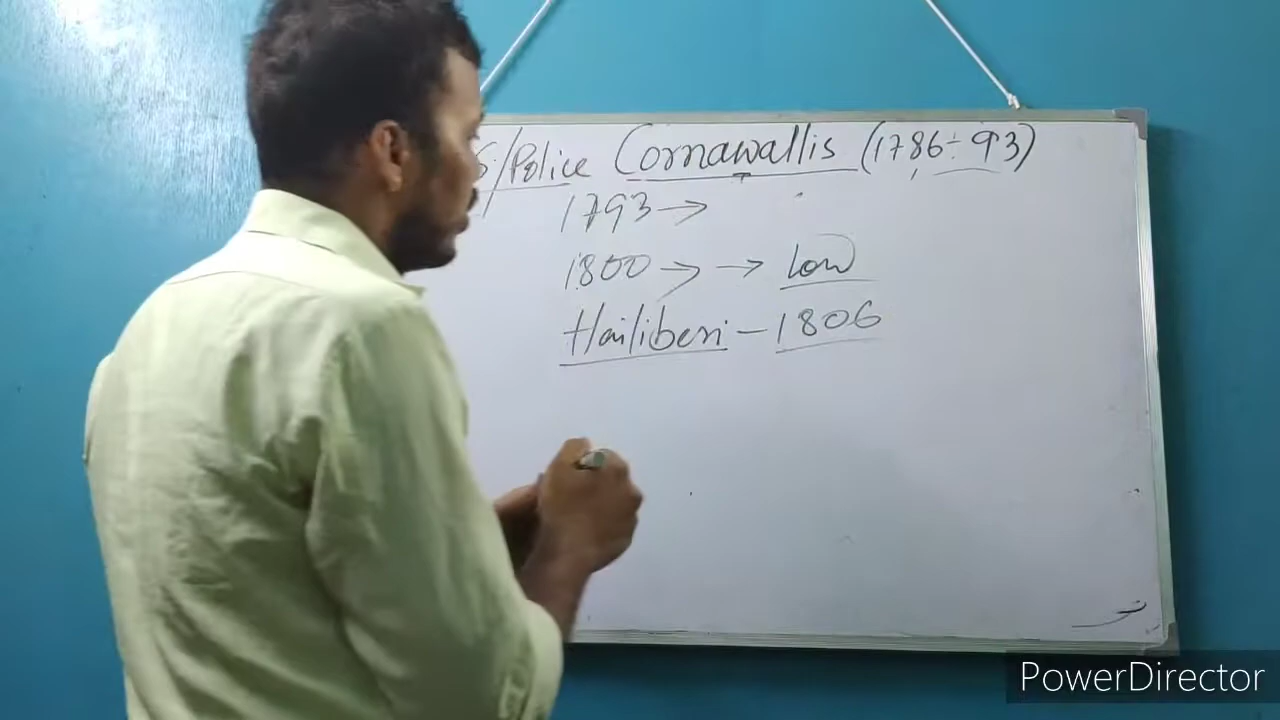 /Police Cornawallis (1786-93)
1793→
1800→ → Low
Hailiberi - 1806
PowerDirector